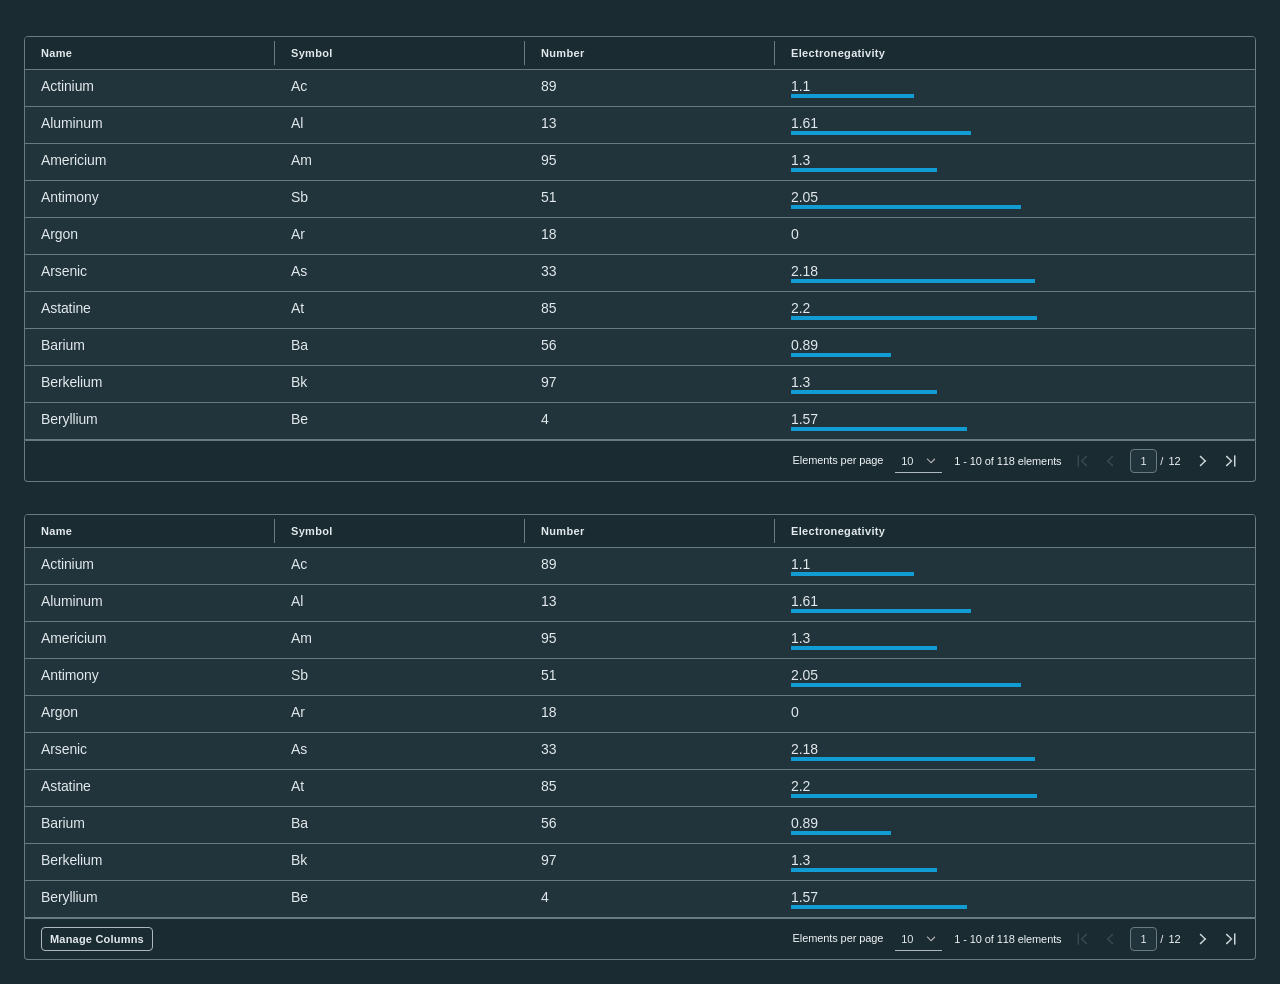 Name Symbol Number Electronegativity
Actinium Ac 89 1.1
Aluminum Al 13 1.61
Americium Am 95 1.3
Antimony Sb 51 2.05
Argon Ar 18 0
Arsenic As 33 2.18
Astatine At 85 2.2
Barium Ba 56 0.89
Berkelium Bk 97 1.3
Beryllium Be 4 1.57
Elements per page 10 1 - 10 of 118 elements 1 / 12
Name Symbol Number Electronegativity
Actinium Ac 89 1.1
Aluminum Al 13 1.61
Americium Am 95 1.3
Antimony Sb 51 2.05
Argon Ar 18 0
Arsenic As 33 2.18
Astatine At 85 2.2
Barium Ba 56 0.89
Berkelium Bk 97 1.3
Beryllium Be 4 1.57
Manage Columns Elements per page 10 1 - 10 of 118 elements 1 / 12